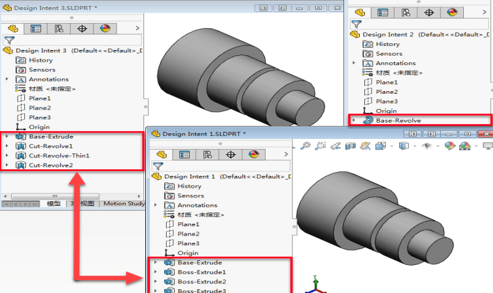 Design Intent 3.SLDPRT *
Design Intent 3 (Default<<Default>_D
History
Sensors
Annotations
材质 <未指定>
Plane1
Plane2
Plane3
Origin
Base-Extrude
Cut-Revolve1
Cut-Revolve-Thin1
Cut-Revolve2
模型
Motion Study
Design Intent 2 (Default<<Default>_D
History
Sensors
Annotations
材质 <未指定>
Plane1
Plane2
Plane3
Origin
Base-Revolve
Design Intent 1.SLDPRT *
Design Intent 1 (Default<<Default>_D
History
Sensors
Annotations
材质 <未指定>
Plane1
Plane2
Plane3
Origin
Base-Extrude
Boss-Extrude1
Boss-Extrude2
Boss-Extrude3